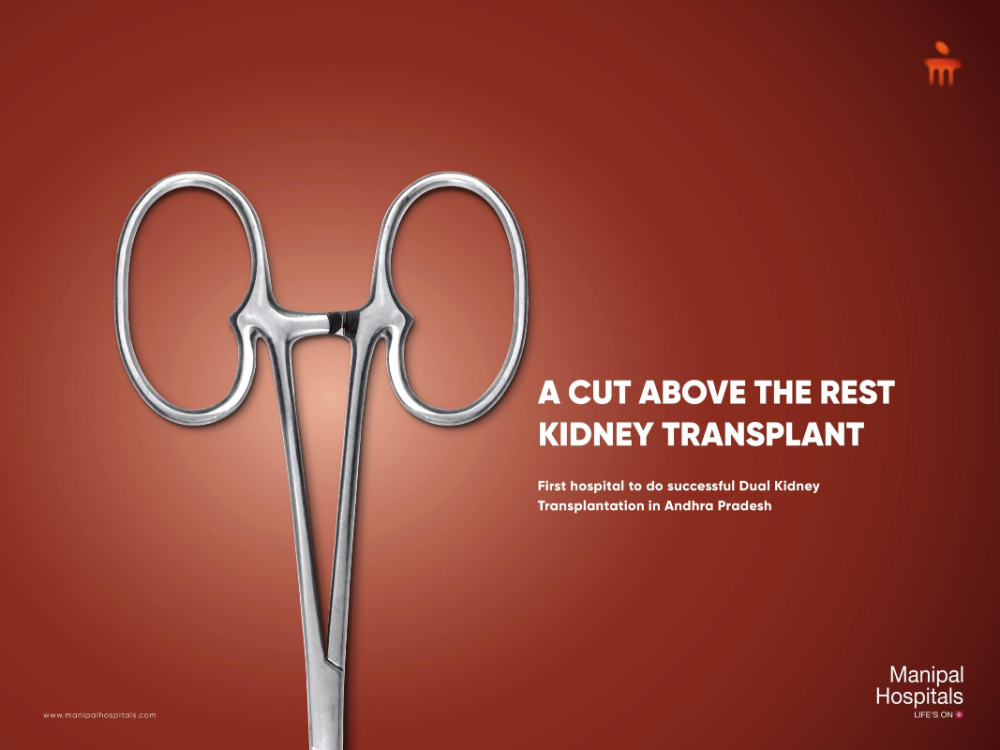 A CUT ABOVE THE REST
KIDNEY TRANSPLANT
First hospital to do successful Dual Kidney
Transplantation in Andhra Pradesh
www.manipalhospitals.com
Manipal
Hospitals
LIFE'S ON